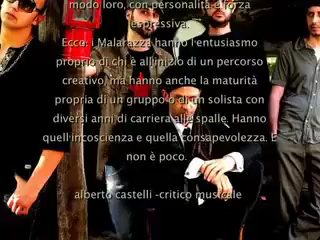 modo loro, con personalità e forza
espressiva.
Ecco: i Malarazza hanno l'entusiasmo
proprio di chi è all'inizio di un percorso
creativo, ma hanno anche la maturità
propria di un gruppo o di un solista con
diversi anni di carriera alle spalle. Hanno
quell'incoscienza e quella consapevolezza. E
non è poco.
alberto castelli -critico musicale